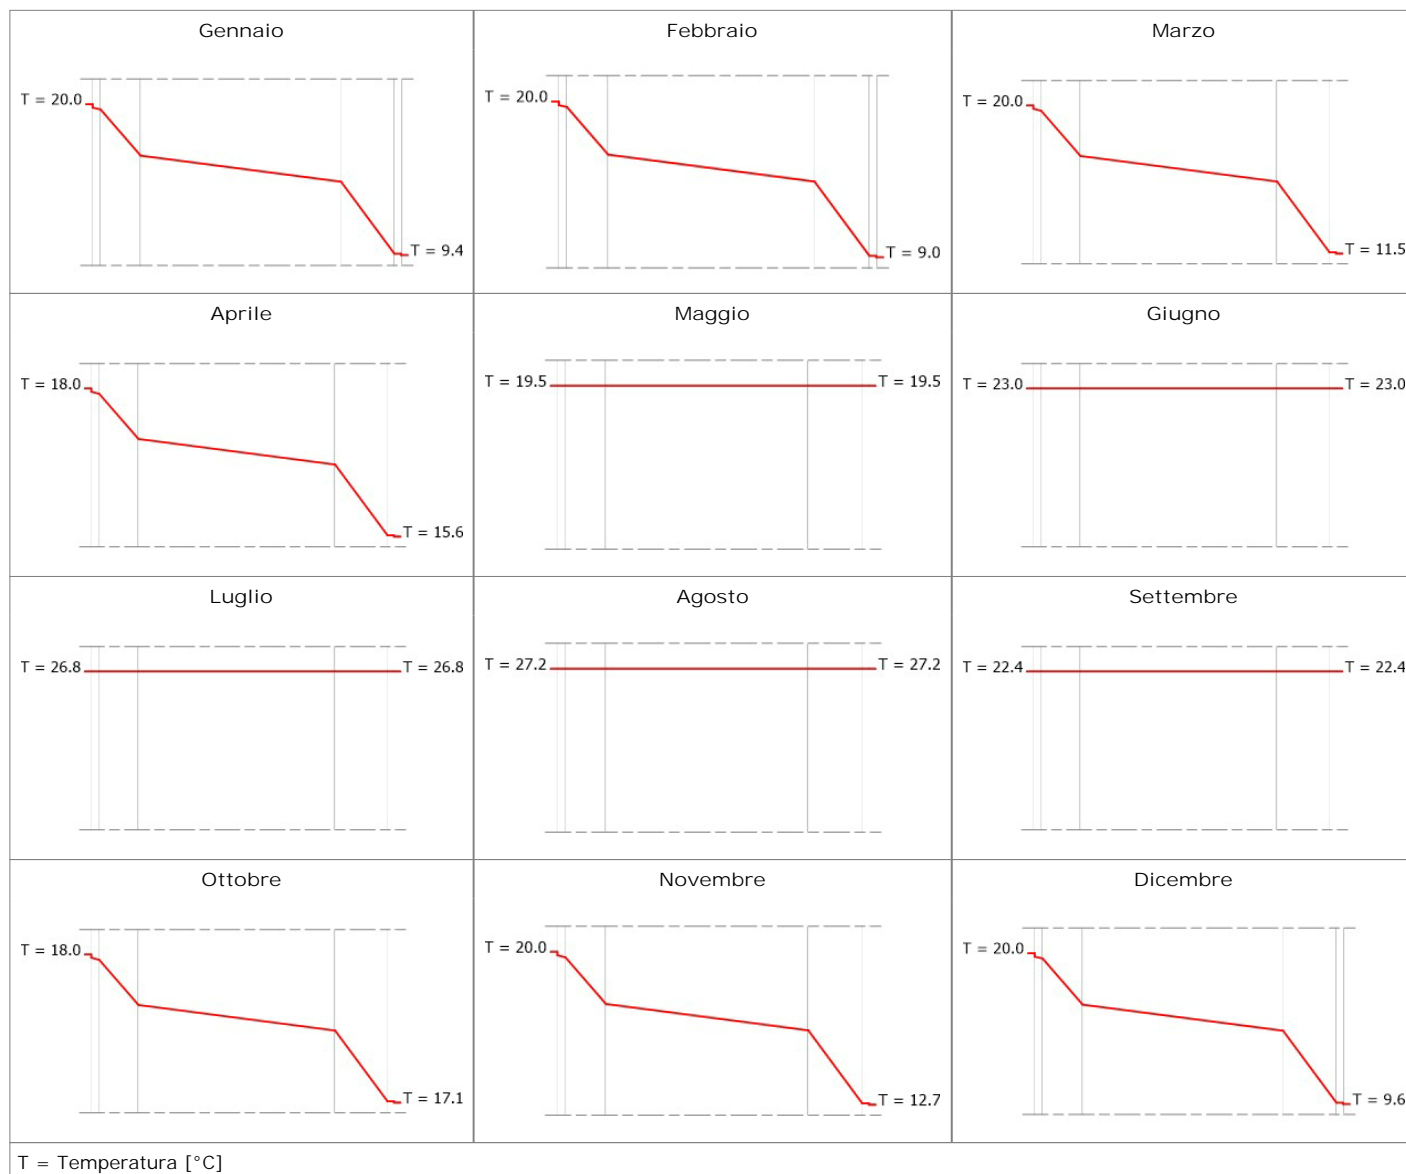 Gennaio
Febbraio
Marzo
T = 20.0
T = 9.4
T = 20.0
T = 9.0
T = 20.0
T = 11.5
Aprile
Maggio
Giugno
T = 18.0
T = 15.6
T = 19.5
T = 19.5
T = 23.0
T = 23.0
Luglio
Agosto
Settembre
T = 26.8
T = 26.8
T = 27.2
T = 27.2
T = 22.4
T = 22.4
Ottobre
Novembre
Dicembre
T = 18.0
T = 17.1
T = 20.0
T = 12.7
T = 20.0
T = 9.6
T = Temperatura [°C]